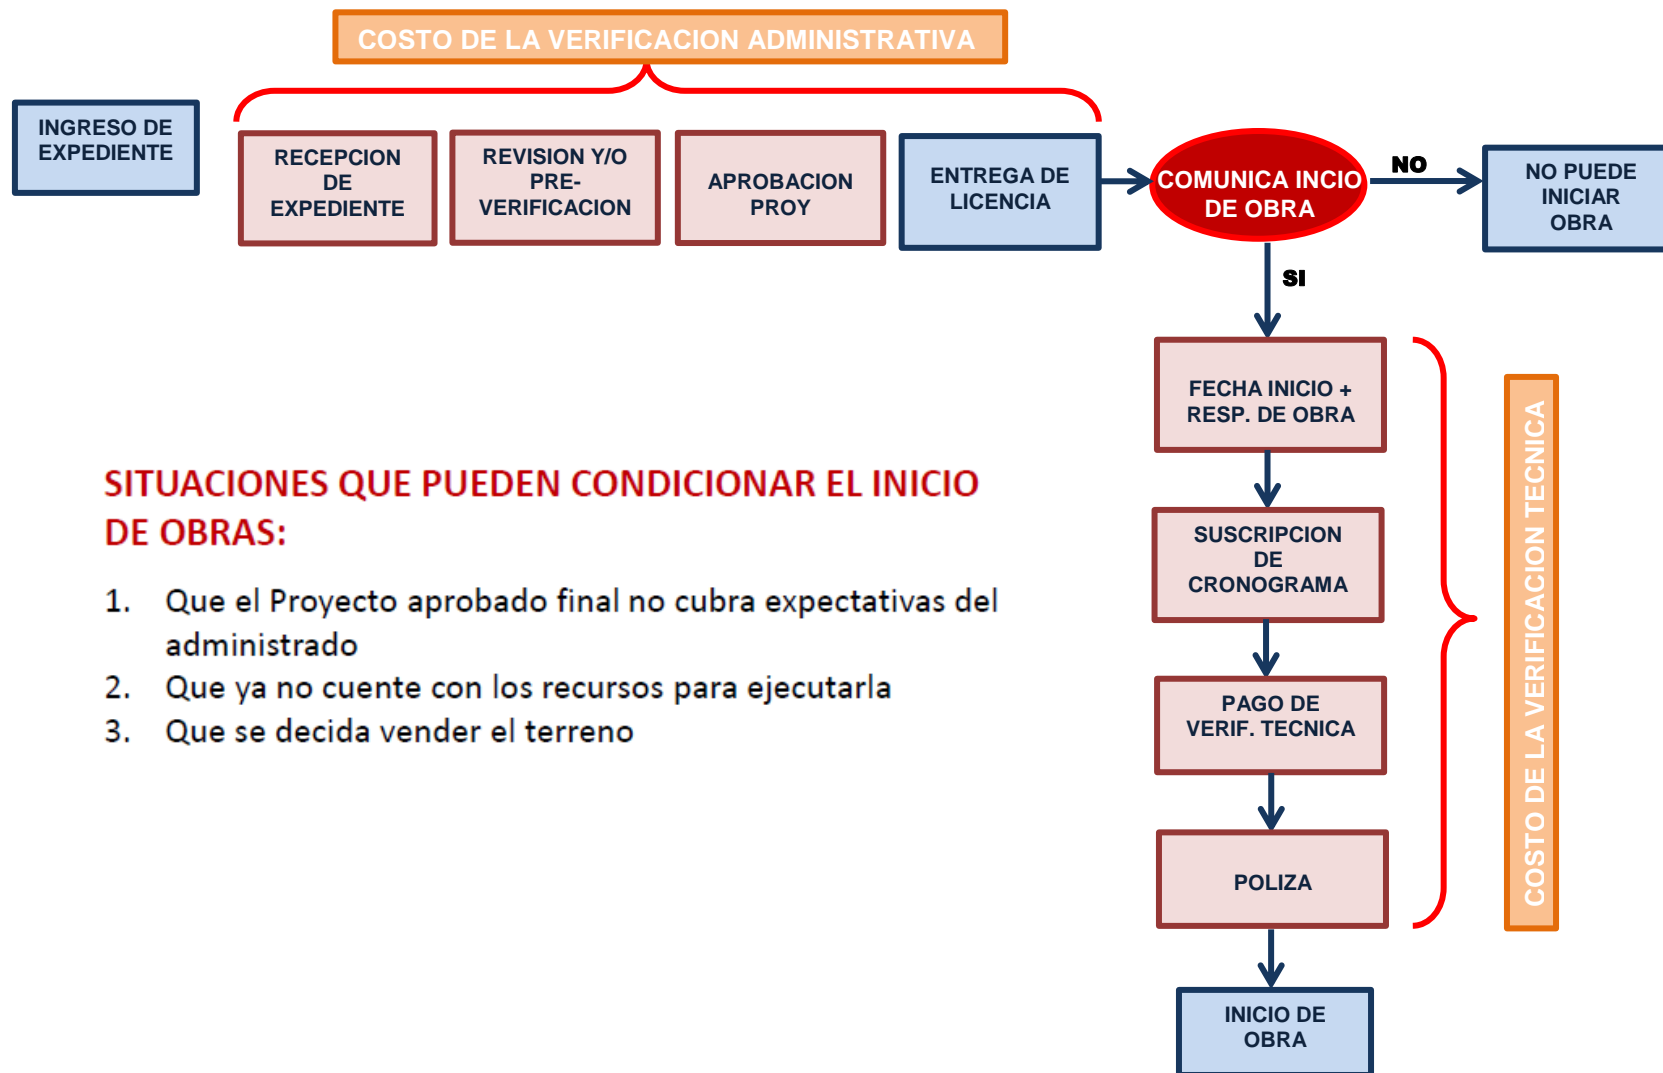 COSTO DE LA VERIFICACION ADMINISTRATIVA
INGRESO DE
EXPEDIENTE
RECEPCION
DE
EXPEDIENTE
REVISION Y/O
PRE-
VERIFICACION
APROBACION
PROY
ENTREGA DE
LICENCIA
COMUNICA INCIO
DE OBRA
NO
NO PUEDE
INICIAR
OBRA
SI
FECHA INICIO +
RESP. DE OBRA
SUSCRIPCION
DE
CRONOGRAMA
PAGO DE
VERIF. TECNICA
POLIZA
INICIO DE
OBRA
COSTO DE LA VERIFICACION TECNICA
SITUACIONES QUE PUEDEN CONDICIONAR EL INICIO
DE OBRAS:
1. Que el Proyecto aprobado final no cubra expectativas del
administrado
2. Que ya no cuente con los recursos para ejecutarla
3. Que se decida vender el terreno